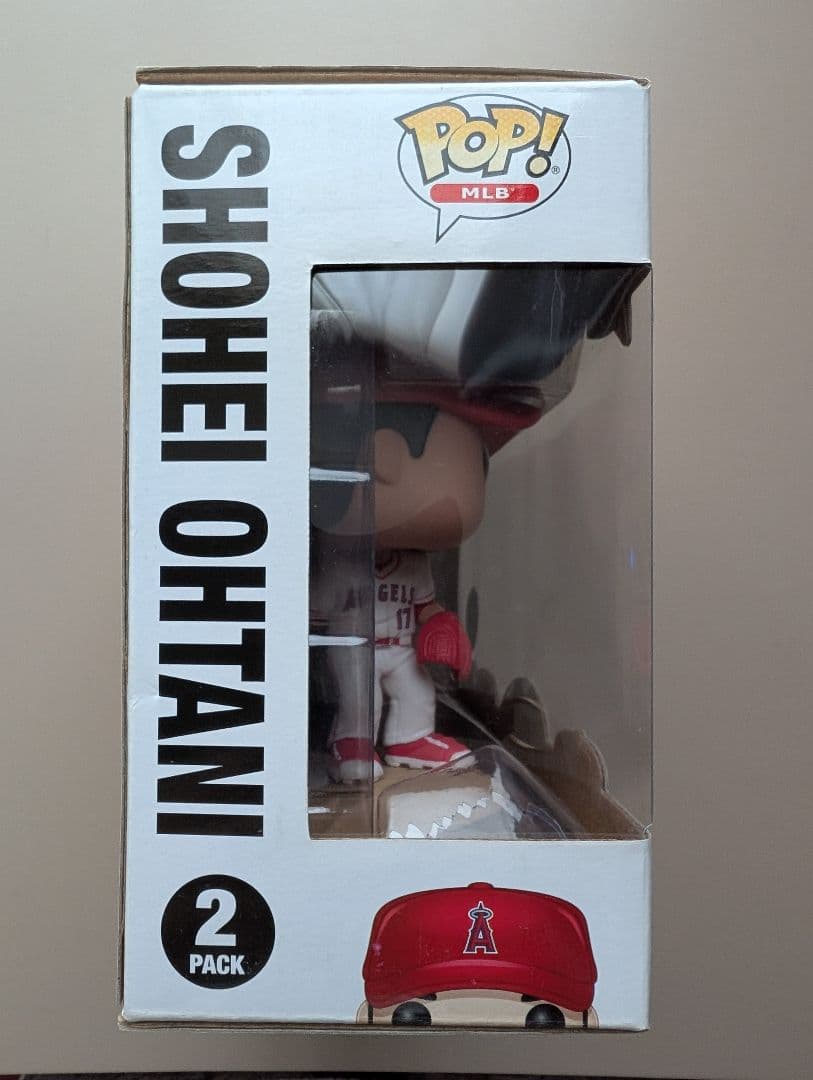 POP!®
MLB
SHOHEI OHTANI
ANGELS
17
2
PACK
A